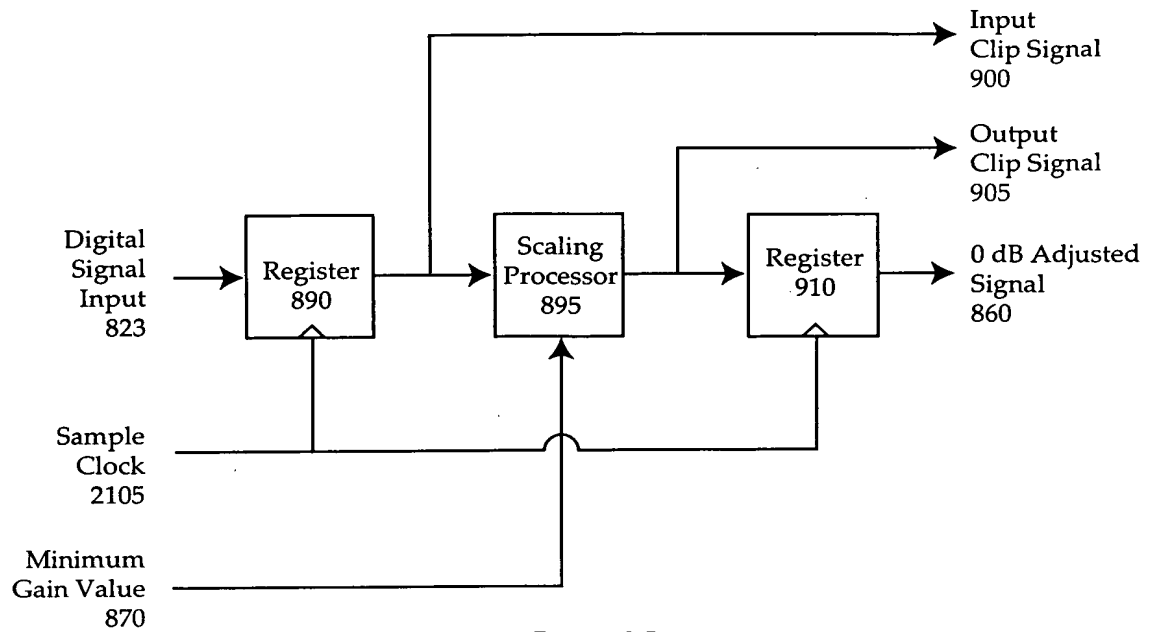 Input
Clip Signal
900
Output
Clip Signal
905
Digital
Signal
Input
823
Register
890
Scaling
Processor
895
Register
910
0 dB Adjusted
Signal
860
Sample
Clock
2105
Minimum
Gain Value
870